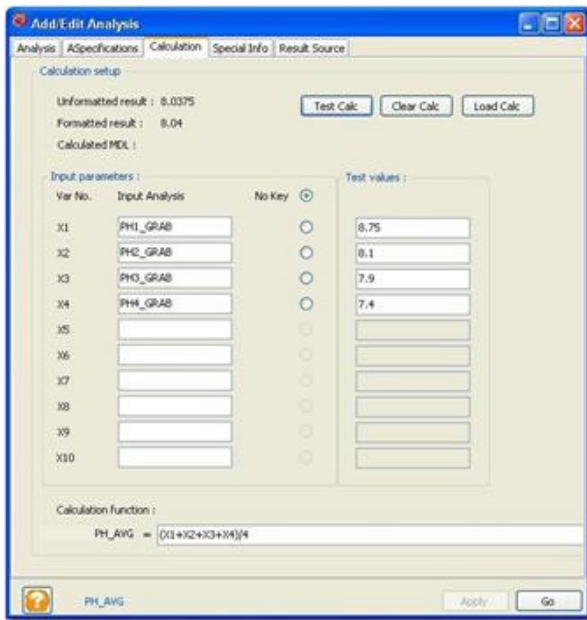 Add/Edit Analysis
Analysis ASpecifications Calculation Special Info Result Source
Calculation setup
Unformatted result : 8.0375
Test Calc Clear Calc Load Calc
Formatted result : 8.04
Calculated MDL :
Input parameters : Test values :
Var No. Input Analysis No Key
X1 PH1_GRAB 8.75
X2 PH2_GRAB 8.1
X3 PH3_GRAB 7.9
X4 PH4_GRAB 7.4
X5
X6
X7
X8
X9
X10
Calculation function :
PH_AVG = (X1+X2+X3+X4)/4
? PH_AVG Apply Go